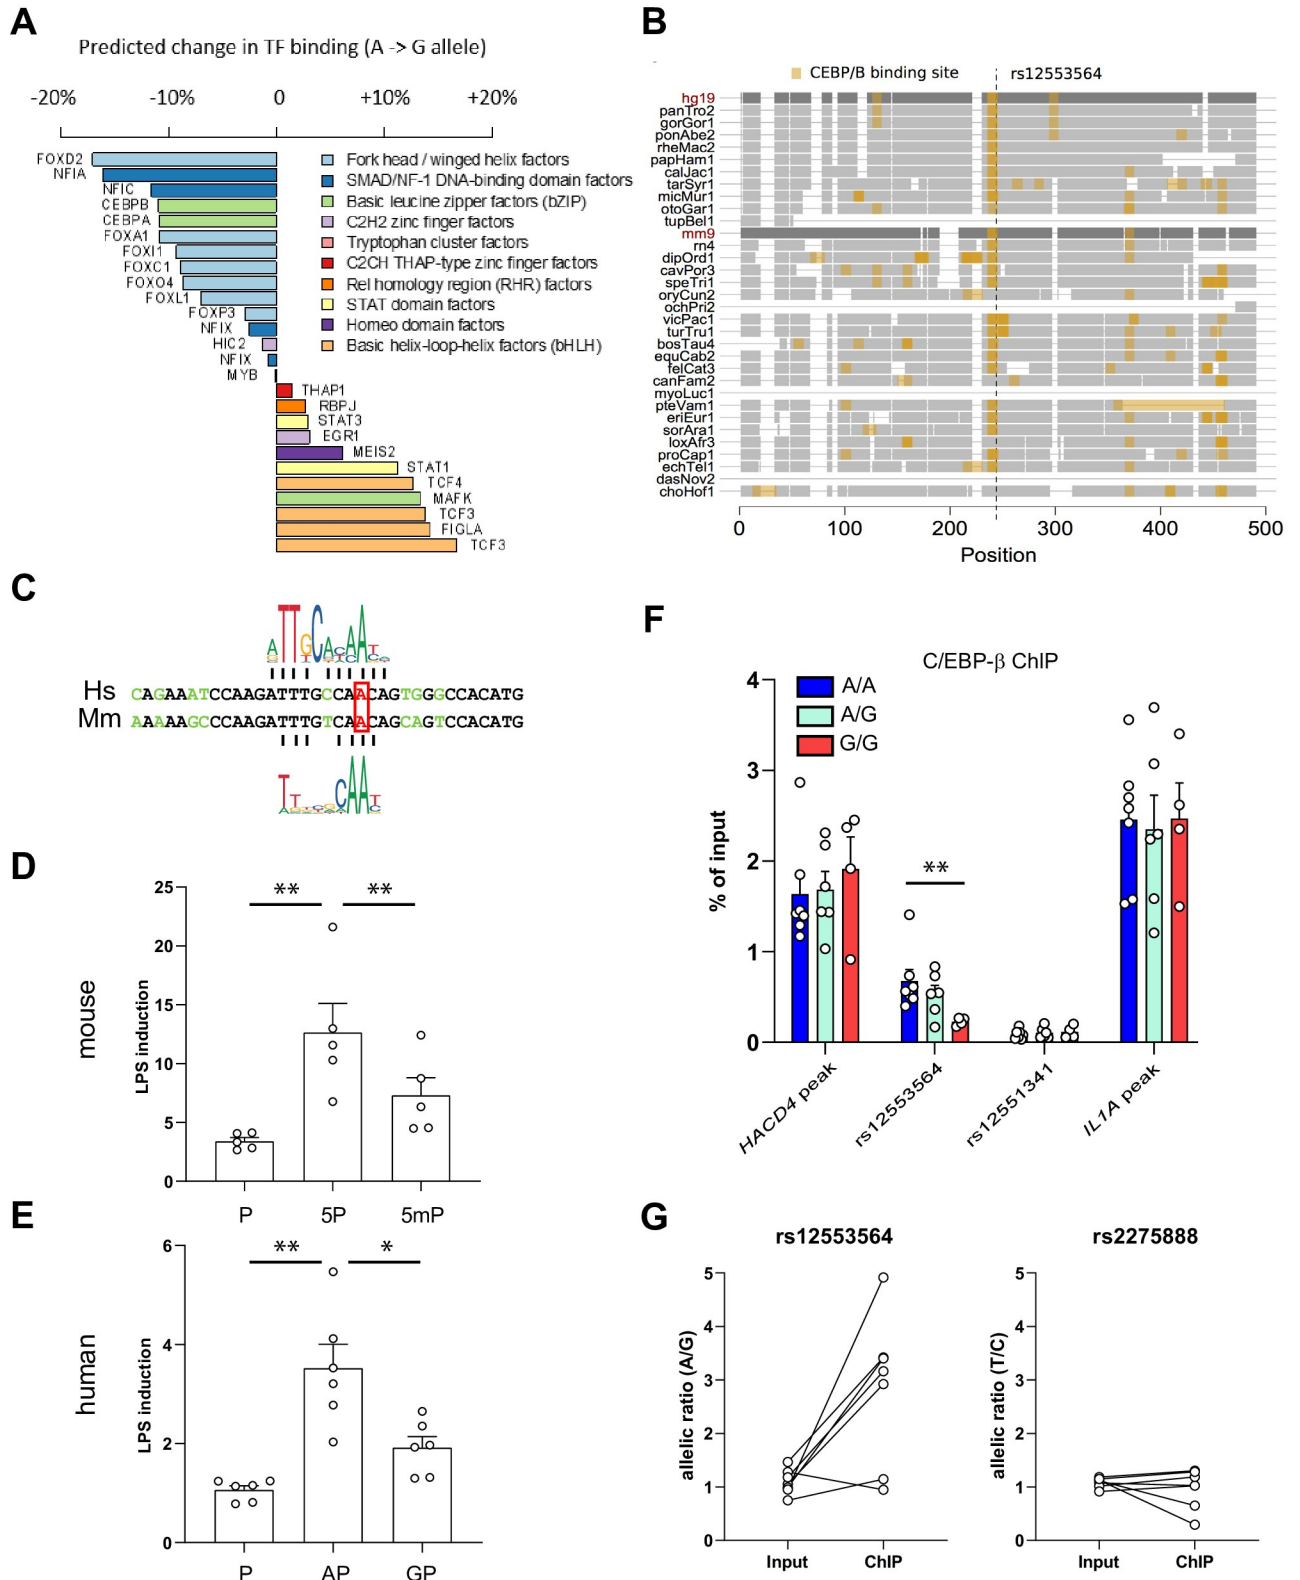 A
Predicted change in TF binding (A -> G allele)
-20% -10% 0 +10% +20%
FOXD2
NFIA
NFIC
CEBPB
CEBPA
FOXA1
FOXI1
FOXC1
FOXO4
FOXL1
FOXP3
NFIX
HIC2
NFIX
MYB
THAP1
RBPJ
STAT3
EGR1
MEIS2
STAT1
TCF4
MAFK
TCF3
FIGLA
TCF3
Fork head / winged helix factors
SMAD/NF-1 DNA-binding domain factors
Basic leucine zipper factors (bZIP)
C2H2 zinc finger factors
Tryptophan cluster factors
C2CH THAP-type zinc finger factors
Rel homology region (RHR) factors
STAT domain factors
Homeo domain factors
Basic helix-loop-helix factors (bHLH)
B
CEBP/B binding site rs12553564
hg19
panTro2
gorGor1
ponAbe2
rheMac2
papHam1
calJac1
tarSyr1
micMur1
otoGar1
tupBel1
mm9
rn4
dipOrd1
cavPor3
speTri1
oryCun2
ochPri2
vicPac1
turTru1
bosTau4
equCab2
felCat3
canFam2
myoLuc1
pteVam1
eriEur1
sorAra1
loxAfr3
proCap1
echTel1
dasNov2
choHof1
0 100 200 300 400 500
Position
C
ATTGCACAAT
Hs CAGAAATCCAAGATTTGCCAACAGTGGGCCACATG
Mm AAAAAGCCCAAGATTTGTCAACAGCAGTCCACATG
D
mouse
LPS induction
25
20
15
10
5
0
** **
P 5P 5mP
E
human
LPS induction
6
4
2
0
** *
P AP GP
F
C/EBP-β ChIP
A/A
A/G
G/G
% of input
4
3
2
1
0
**
HACD4 peak
rs12553564
rs12551341
IL1A peak
G
rs12553564
allelic ratio (A/G)
5
4
3
2
1
0
Input ChIP
rs2275888
allelic ratio (T/C)
5
4
3
2
1
0
Input ChIP